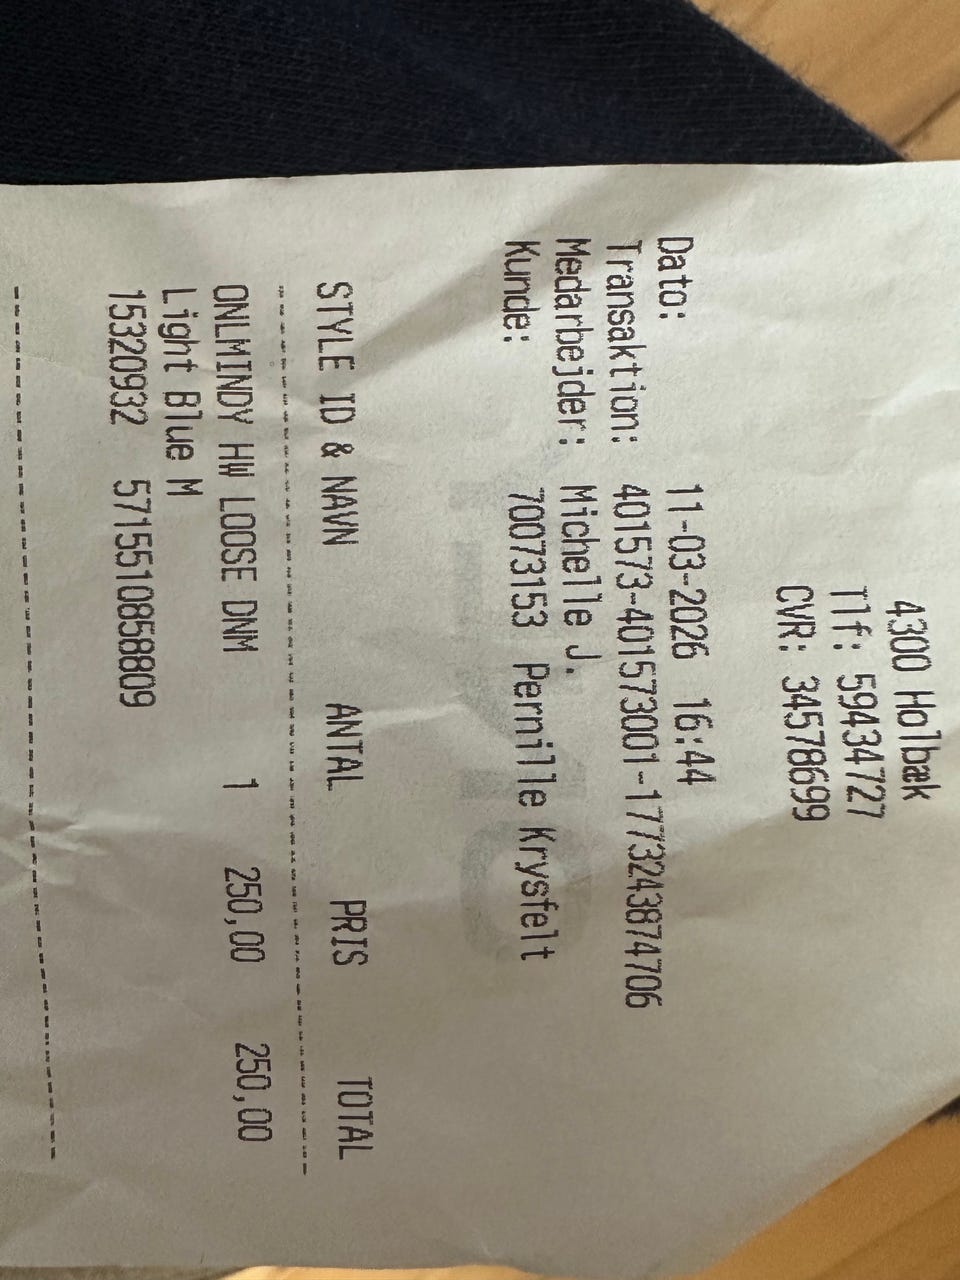 4300 Holbæk
Tlf: 59434727
CVR: 34578699
Dato: 11-03-2026 16:44
Transaktion: 401573-401573001-1773243874706
Medarbejder: Michelle J.
Kunde: 70073153 Pernille Krysfelt
STYLE ID & NAVN ANTAL PRIS TOTAL
ONLMINDY HW LOOSE DNM 1 250,00 250,00
Light Blue M
15320932 5715510858809